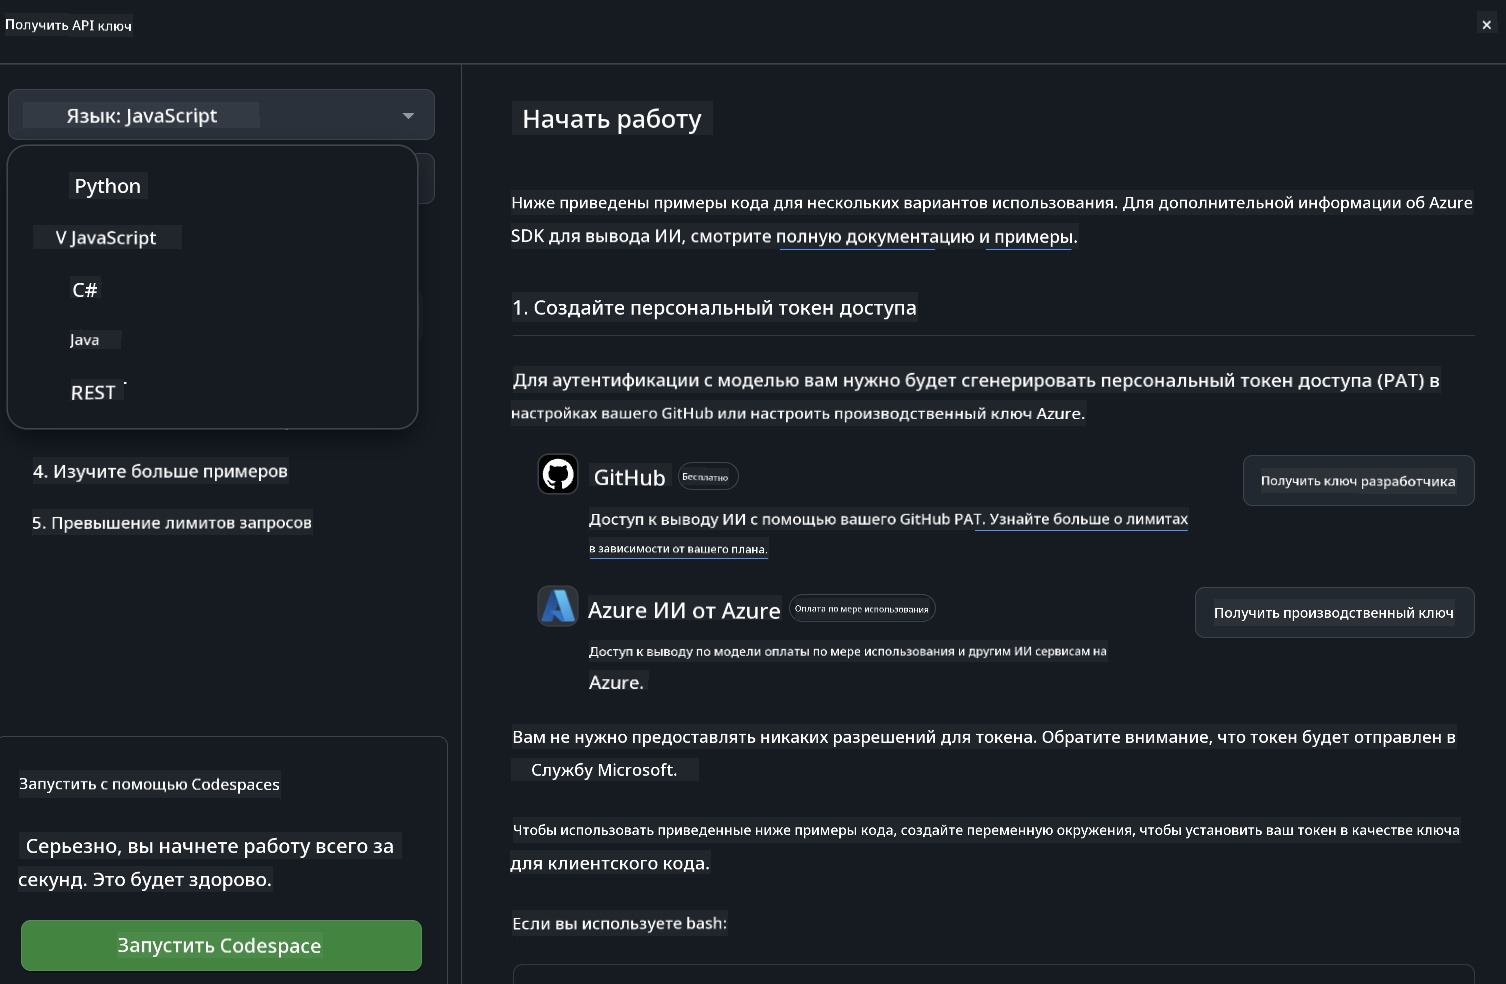 Получить API ключ
×
Язык: JavaScript
Python
V JavaScript
C#
Java
REST
4. Изучите больше примеров
5. Превышение лимитов запросов
Запустить с помощью Codespaces
Серьезно, вы начнете работу всего за
секунд. Это будет здорово.
Запустить Codespace
Начать работу
Ниже приведены примеры кода для нескольких вариантов использования. Для дополнительной информации об Azure
SDK для вывода ИИ, смотрите полную документацию и примеры.
1. Создайте персональный токен доступа
Для аутентификации с моделью вам нужно будет сгенерировать персональный токен доступа (PAT) в
настройках вашего GitHub или настроить производственный ключ Azure.
GitHub Бесплатно
Получить ключ разработчика
Доступ к выводу ИИ с помощью вашего GitHub PAT. Узнайте больше о лимитах
в зависимости от вашего плана.
Azure ИИ от Azure Оплата по мере использования
Получить производственный ключ
Доступ к выводу по модели оплаты по мере использования и другим ИИ сервисам на
Azure.
Вам не нужно предоставлять никаких разрешений для токена. Обратите внимание, что токен будет отправлен в
Службу Microsoft.
Чтобы использовать приведенные ниже примеры кода, создайте переменную окружения, чтобы установить ваш токен в качестве ключа
для клиентского кода.
Если вы используете bash: